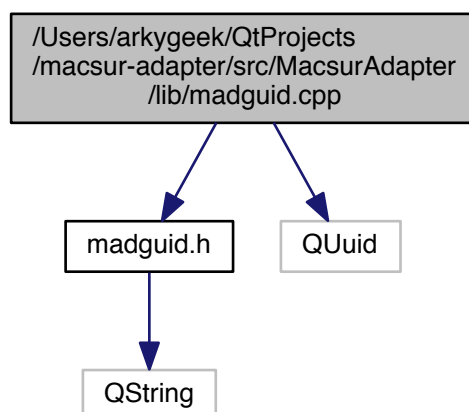 /Users/arkygeek/QtProjects
/macsur-adapter/src/MacsurAdapter
/lib/madguid.cpp
madguid.h
QUuid
QString